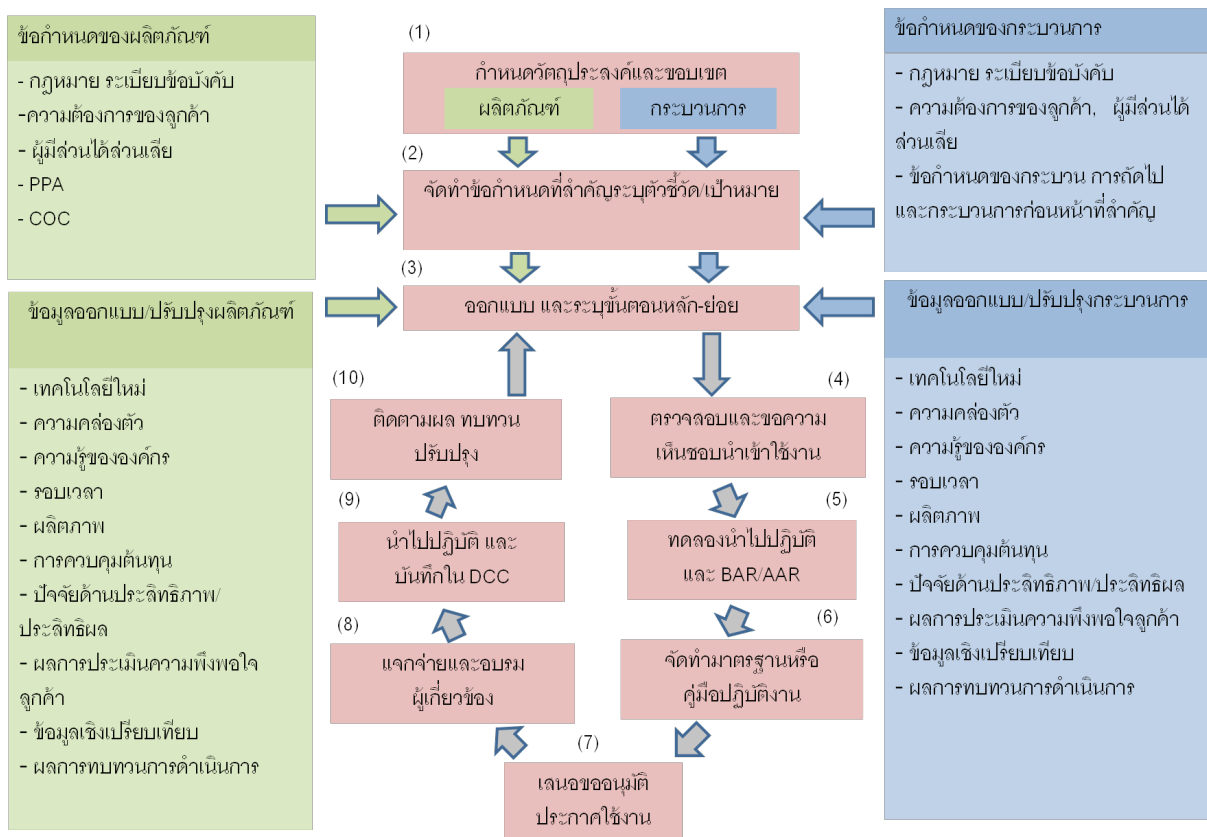 ข้อกำหนดของผลิตภัณฑ์
- กฎหมาย ระเบียบข้อบังคับ
-ความต้องการของลูกค้า
- ผู้มีส่วนได้ส่วนเสีย
- PPA
- COC
ข้อมูลออกแบบ/ปรับปรุงผลิตภัณฑ์
- เทคโนโลยีใหม่
- ความคล่องตัว
- ความรู้ขององค์กร
- รอบเวลา
- ผลิตภาพ
- การควบคุมต้นทุน
- ปัจจัยด้านประสิทธิภาพ/
ประสิทธิผล
- ผลการประเมินความพึงพอใจ
ลูกค้า
- ข้อมูลเชิงเปรียบเทียบ
- ผลการทบทวนการดำเนินการ
(1)
กำหนดวัตถุประสงค์และขอบเขต
ผลิตภัณฑ์
กระบวนการ
(2)
จัดทำข้อกำหนดที่สำคัญระบุตัวชี้วัด/เป้าหมาย
(3)
ออกแบบ และระบุขั้นตอนหลัก-ย่อย
(4)
ตรวจสอบและขอความ
เห็นชอบนำเข้าใช้งาน
(5)
ทดลองนำไปปฏิบัติ
และ BAR/AAR
(6)
จัดทำมาตรฐานหรือ
คู่มือปฏิบัติงาน
(7)
เสนอขออนุมัติ
ประกาศใช้งาน
(8)
แจกจ่ายและอบรม
ผู้เกี่ยวข้อง
(9)
นำไปปฏิบัติ และ
บันทึกใน DCC
(10)
ติดตามผล ทบทวน
ปรับปรุง
ข้อกำหนดของกระบวนการ
- กฎหมาย ระเบียบข้อบังคับ
- ความต้องการของลูกค้า, ผู้มีส่วนได้
ส่วนเสีย
- ข้อกำหนดของกระบวน การถัดไป
และกระบวนการก่อนหน้าที่สำคัญ
ข้อมูลออกแบบ/ปรับปรุงกระบวนการ
- เทคโนโลยีใหม่
- ความคล่องตัว
- ความรู้ขององค์กร
- รอบเวลา
- ผลิตภาพ
- การควบคุมต้นทุน
- ปัจจัยด้านประสิทธิภาพ/ประสิทธิผล
- ผลการประเมินความพึงพอใจลูกค้า
- ข้อมูลเชิงเปรียบเทียบ
- ผลการทบทวนการดำเนินการ